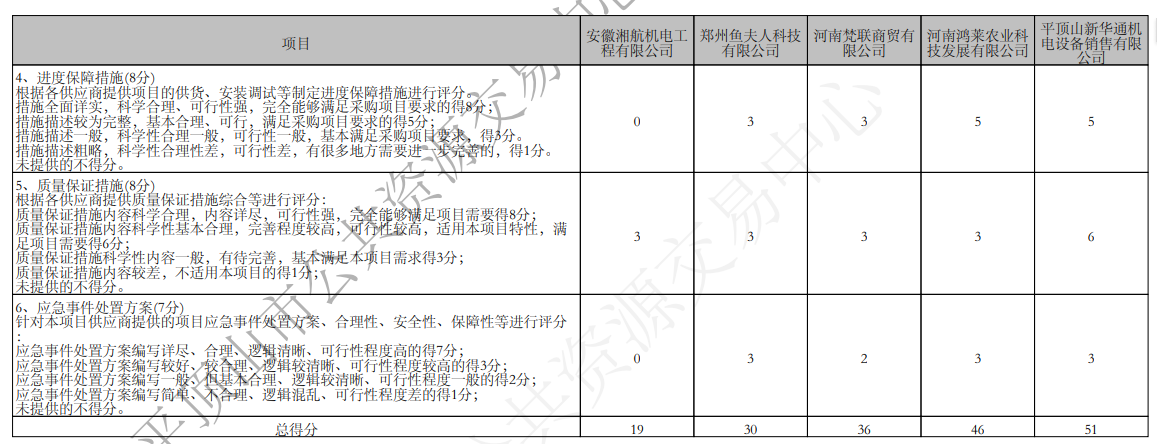 项目
安徽湘航机电工
程有限公司
郑州鱼夫人科技
有限公司
河南梵联商贸有
限公司
河南鸿莱农业科
技发展有限公司
平顶山新华通机
电设备销售有限
公司
4、进度保障措施(8分)
根据各供应商提供项目的供货、安装调试等制定进度保障措施进行评分。
措施全面详实，科学合理、可行性强，完全能够满足采购项目要求的得8分；
措施描述较为完整，基本合理、可行，满足采购项目要求的得5分；
措施描述一般，科学性合理一般，可行性一般，基本满足采购项目要求，得3分。
措施描述粗略，科学性合理性差，可行性差，有很多地方需要进一步完善的，得1分。
未提供的不得分。
0
3
3
5
5
5、质量保证措施(8分)
根据各供应商提供质量保证措施综合等进行评分：
质量保证措施内容科学合理，内容详尽，可行性强，完全能够满足项目需要得8分；
质量保证措施内容科学性基本合理，完善程度较高，可行性较高，适用本项目特性，满
足项目需要得6分；
质量保证措施科学性内容一般，有待完善，基本满足本项目需求得3分；
质量保证措施内容较差，不适用本项目的得1分；
未提供的不得分。
3
3
3
3
6
6、应急事件处置方案(7分)
针对本项目供应商提供的项目应急事件处置方案、合理性、安全性、保障性等进行评分
：
应急事件处置方案编写详尽、合理、逻辑清晰、可行性程度高的得7分；
应急事件处置方案编写较好、较合理、逻辑较清晰、可行性程度较高的得3分；
应急事件处置方案编写一般、但基本合理、逻辑较清晰、可行性程度一般的得2分；
应急事件处置方案编写简单、不合理、逻辑混乱、可行性程度差的得1分；
未提供的不得分。
0
3
2
3
3
总得分
19
30
36
46
51
平顶山市公共资源交易中心
公共资源交易中心